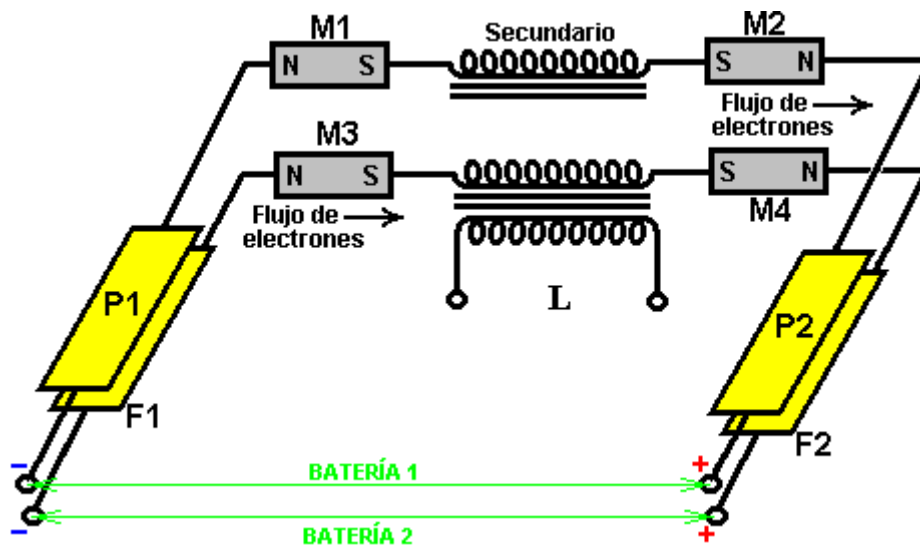 M1
Secundario
M2
N S
S N
Flujo de
electrones
M3
N S
S N
M4
Flujo de
electrones
L
P1
P2
F1
F2
- +
BATERÍA 1
BATERÍA 2
- +